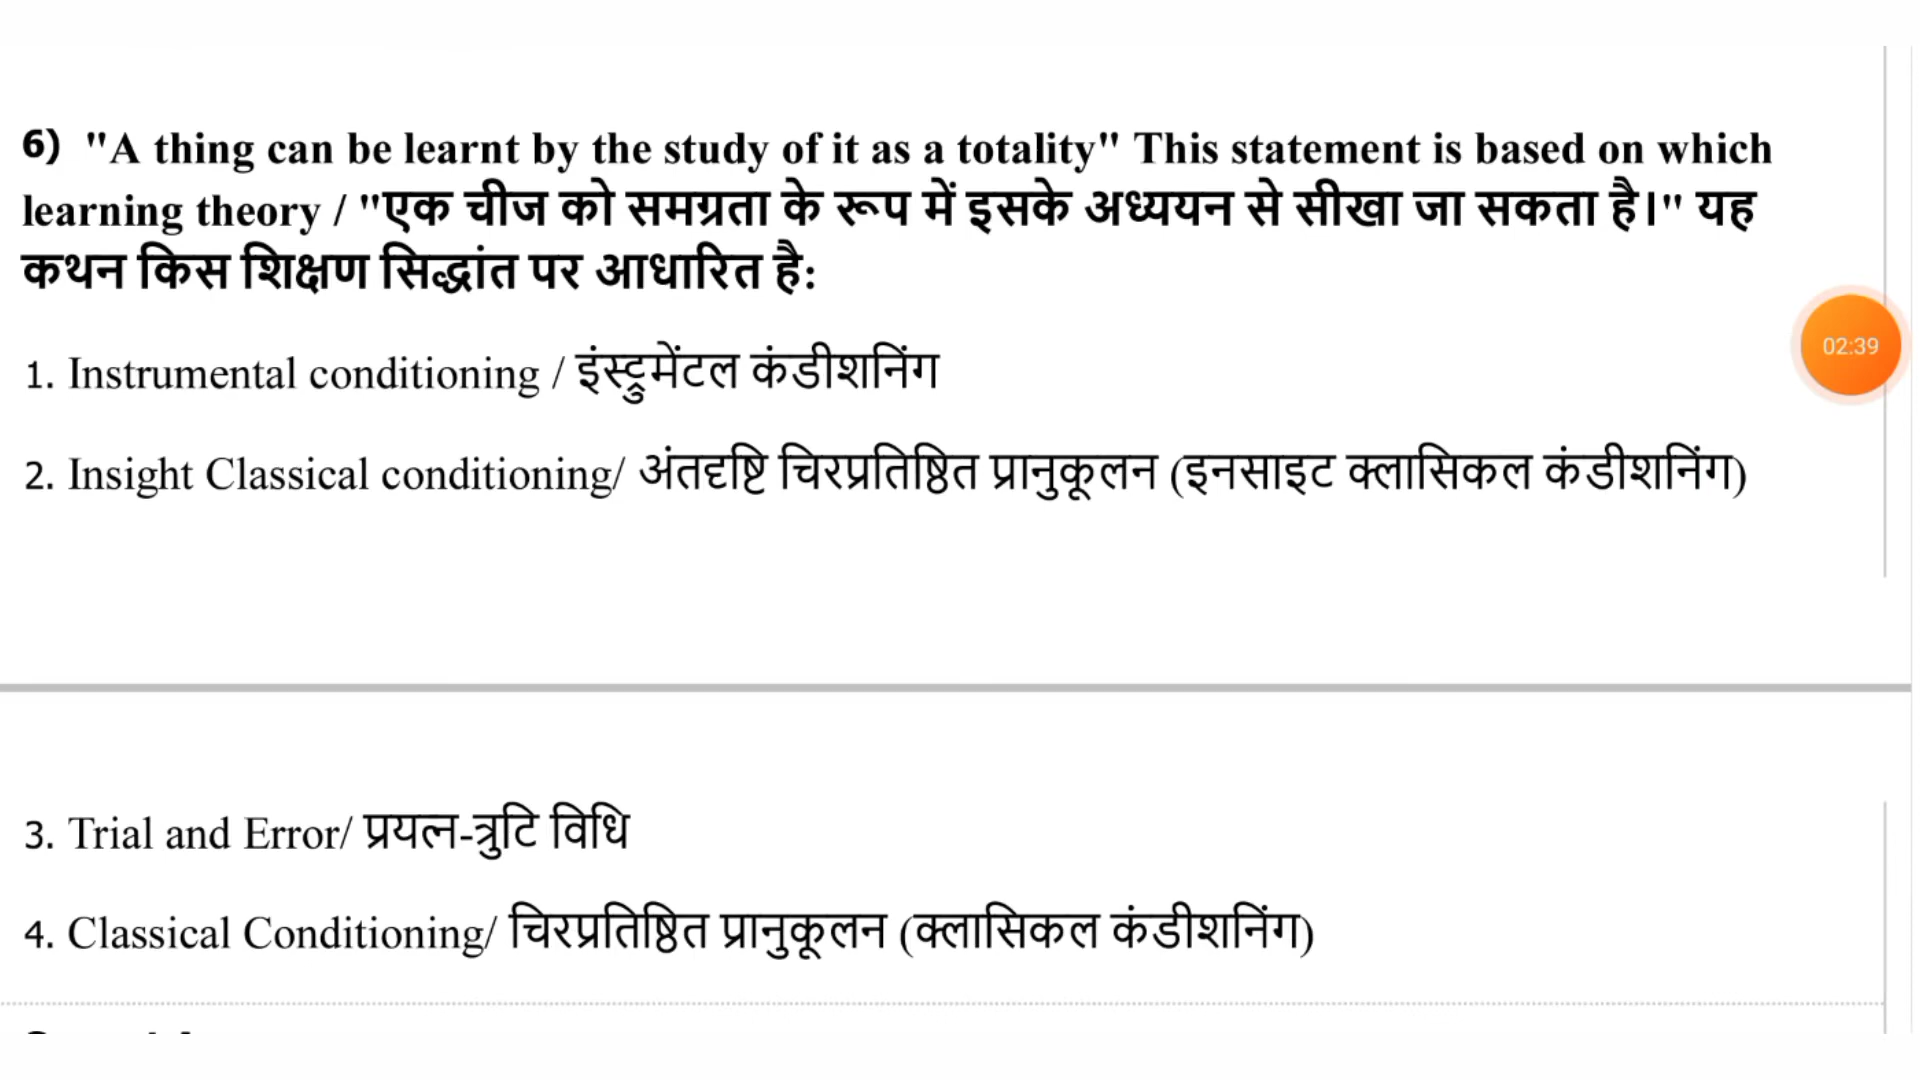 6) "A thing can be learnt by the study of it as a totality" This statement is based on which
learning theory / "एक चीज को समग्रता के रूप में इसके अध्ययन से सीखा जा सकता है।" यह
कथन किस शिक्षण सिद्धांत पर आधारित है:
02:39
1. Instrumental conditioning / इंस्ट्रुमेंटल कंडीशनिंग
2. Insight Classical conditioning/ अंतदृष्टि चिरप्रतिष्ठित प्रानुकूलन (इनसाइट क्लासिकल कंडीशनिंग)
3. Trial and Error/ प्रयत्न-त्रुटि विधि
4. Classical Conditioning/ चिरप्रतिष्ठित प्रानुकूलन (क्लासिकल कंडीशनिंग)